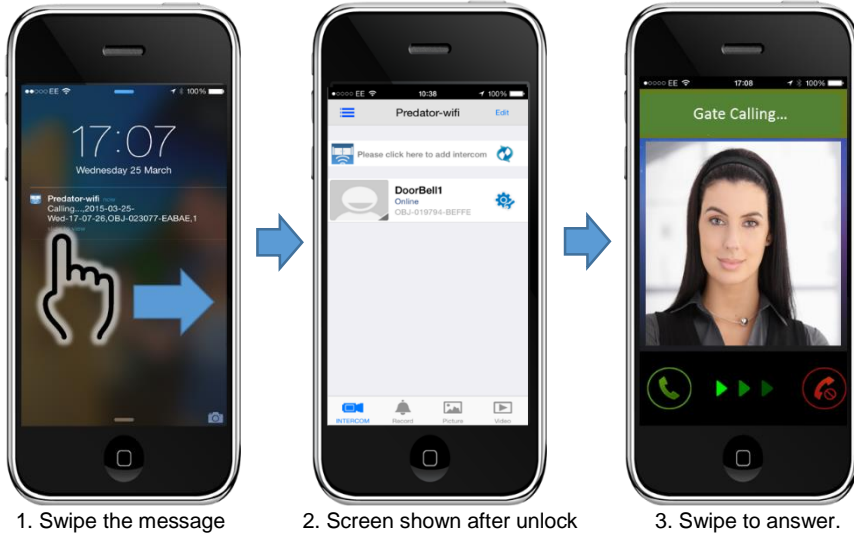 EE 100%
17:07
Wednesday 25 March
Predator-wifi now
Calling...,2015-03-25-
Wed-17-07-26,OBJ-023077-EABAE,1
1. Swipe the message
EE 10:38 100%
Predator-wifi Edit
Please click here to add intercom
DoorBell1
Online
OBJ-019794-BEFFE
INTERCOM Record Picture Video
2. Screen shown after unlock
EE 17:08 100%
Gate Calling...
3. Swipe to answer.